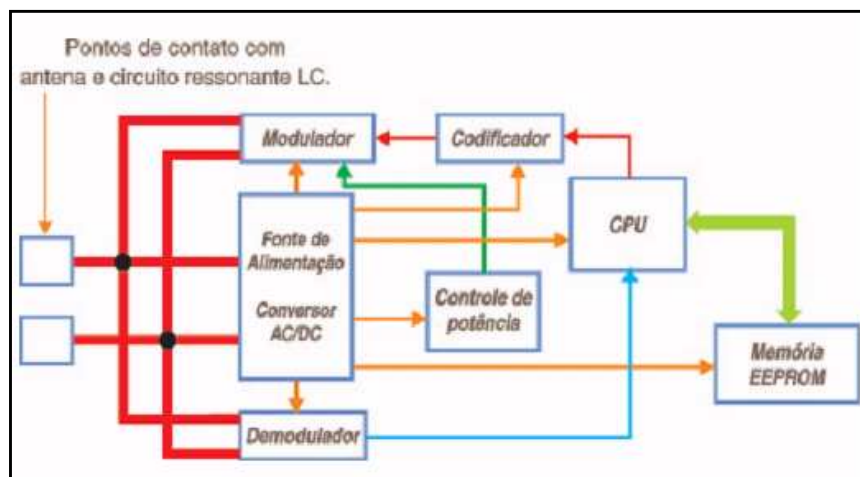 Pontos de contato com
antena e circuito ressonante LC.
Modulador
Codificador
CPU
Fonte de
Alimentação
Conversor
AC/DC
Controle de
potência
Memória
EEPROM
Demodulador